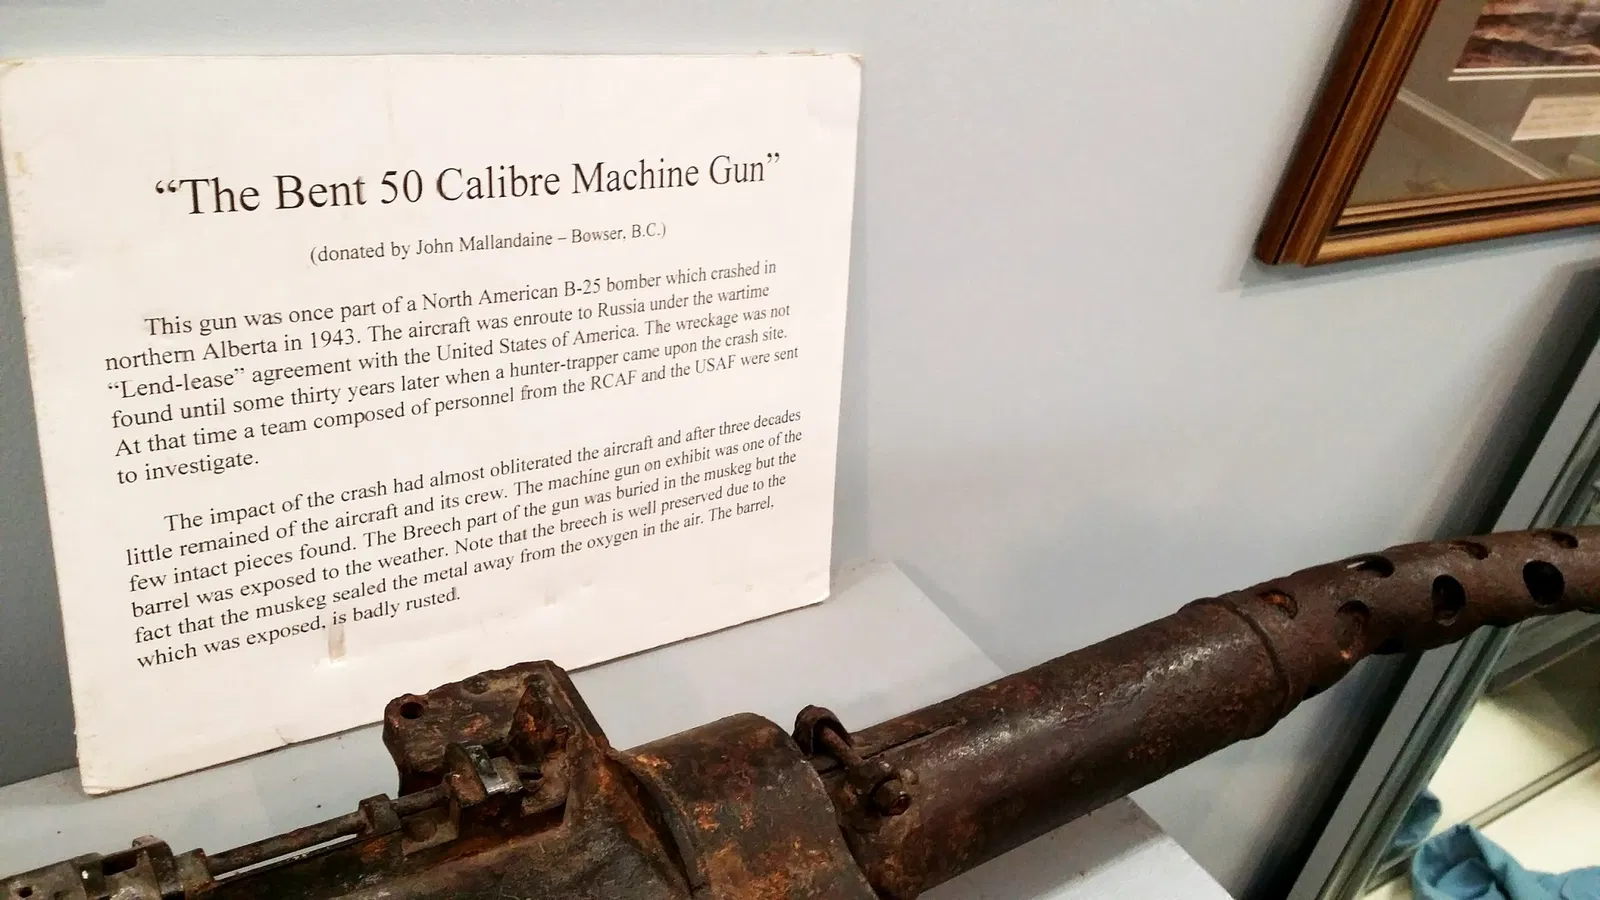 “The Bent 50 Calibre Machine Gun”
(donated by John Mallandaine – Bowser, B.C.)
This gun was once part of a North American B-25 bomber which crashed in
northern Alberta in 1943. The aircraft was enroute to Russia under the wartime
“Lend-lease” agreement with the United States of America. The wreckage was not
found until some thirty years later when a hunter-trapper came upon the crash site.
At that time a team composed of personnel from the RCAF and the USAF were sent
to investigate.
The impact of the crash had almost obliterated the aircraft and after three decades
little remained of the aircraft and its crew. The machine gun on exhibit was one of the
few intact pieces found. The Breech part of the gun was buried in the muskeg but the
barrel was exposed to the weather. Note that the breech is well preserved due to the
fact that the muskeg sealed the metal away from the oxygen in the air. The barrel,
which was exposed, is badly rusted.